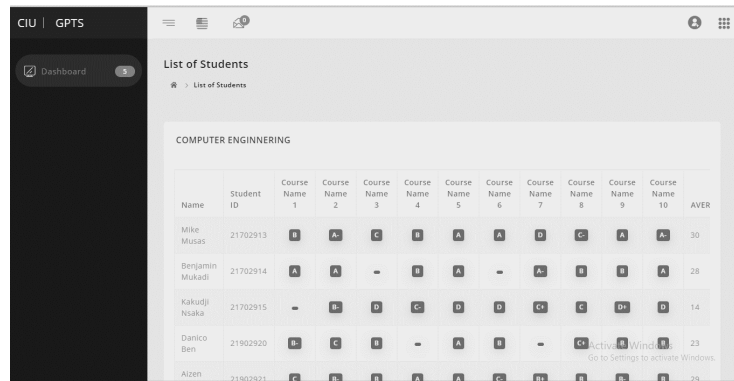 CIU | GPTS
0
Dashboard 5
List of Students
> List of Students
COMPUTER ENGINNERING
Name Student ID Course Name 1 Course Name 2 Course Name 3 Course Name 4 Course Name 5 Course Name 6 Course Name 7 Course Name 8 Course Name 9 Course Name 10 AVER
Mike Musas 21702913 B A- C B A A D C- A A- 30
Benjamin Mukadi 21702914 A A - B A - A- B B A 28
Kakudji Nsaka 21702915 - B- D C- D D C+ C D+ D 14
Danico Ben 21902920 B- C B - A B - C+ B B 23
Aizen 21902921 C B- B A A C- B+ B B- B 29
Activate Windows
Go to Settings to activate Windows.